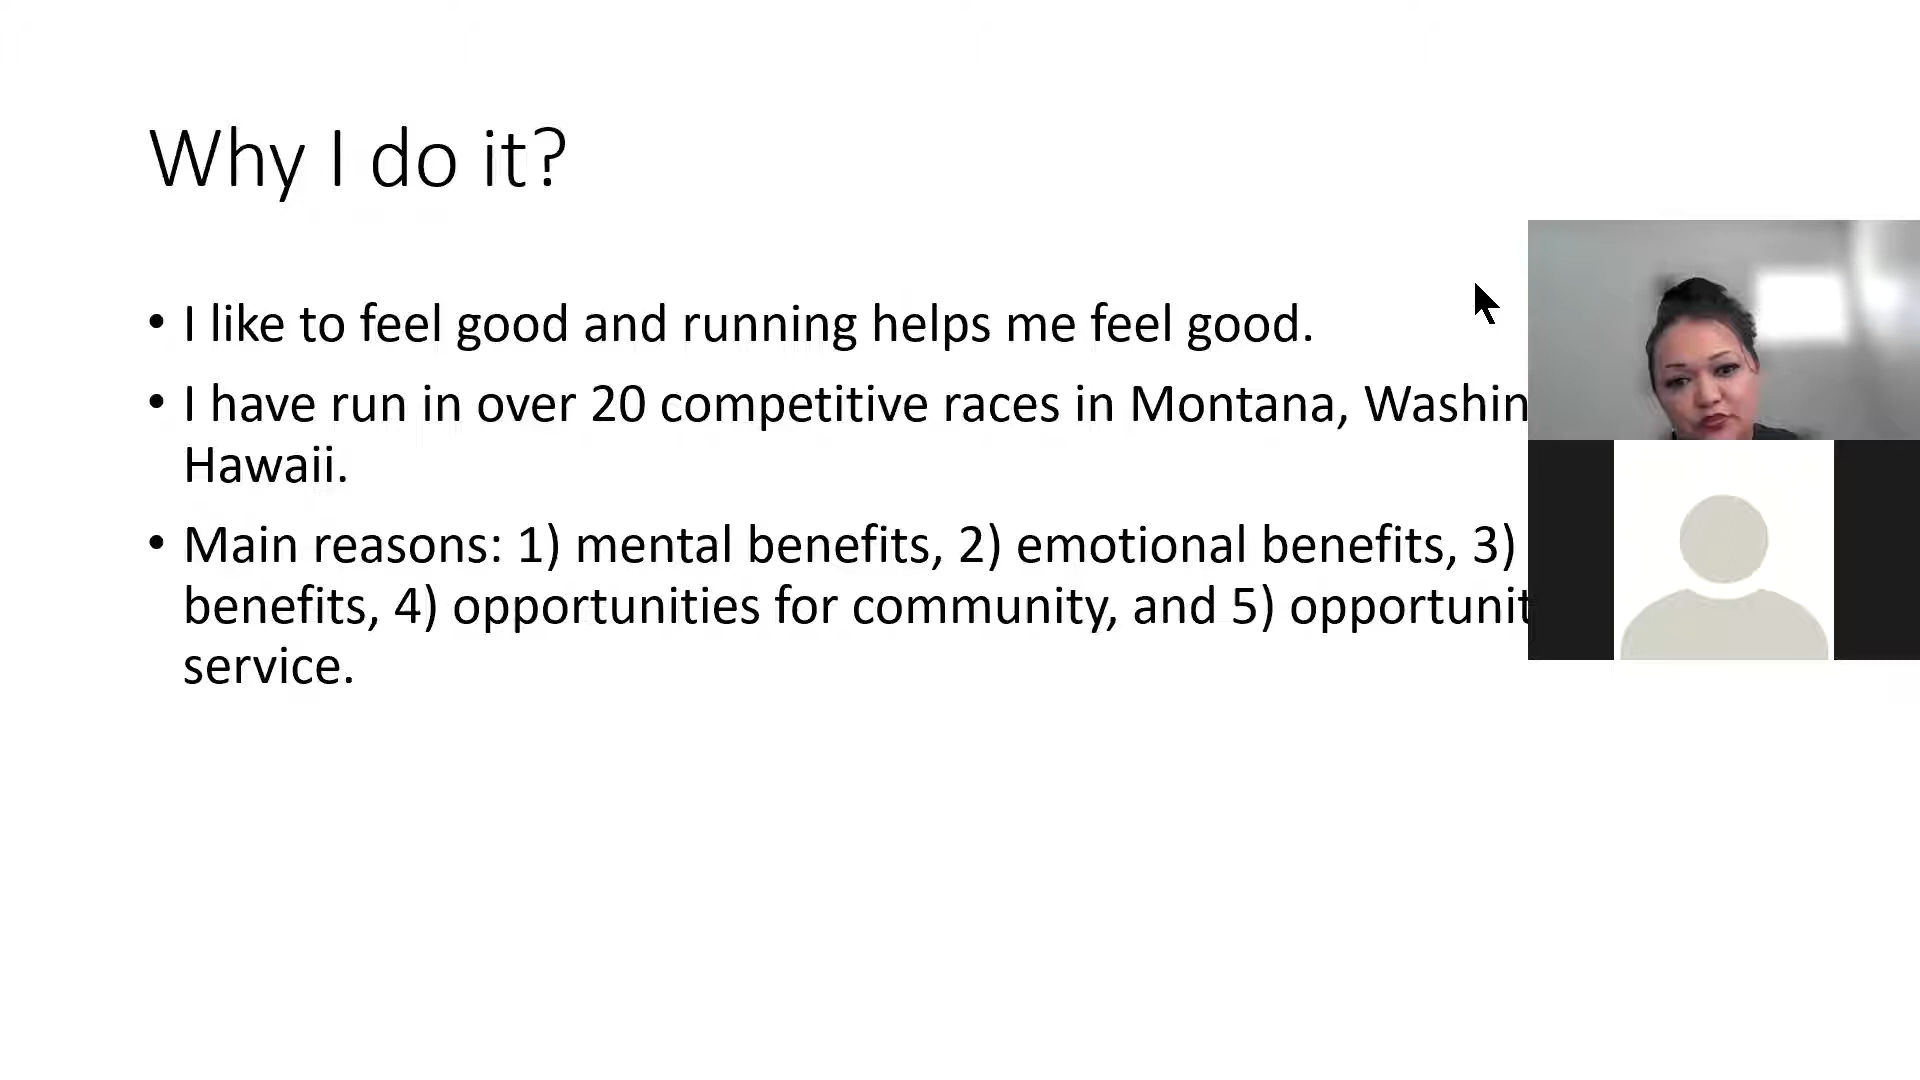 Why I do it?
• I like to feel good and running helps me feel good.
• I have run in over 20 competitive races in Montana, Washin
Hawaii.
• Main reasons: 1) mental benefits, 2) emotional benefits, 3)
benefits, 4) opportunities for community, and 5) opportunit
service.